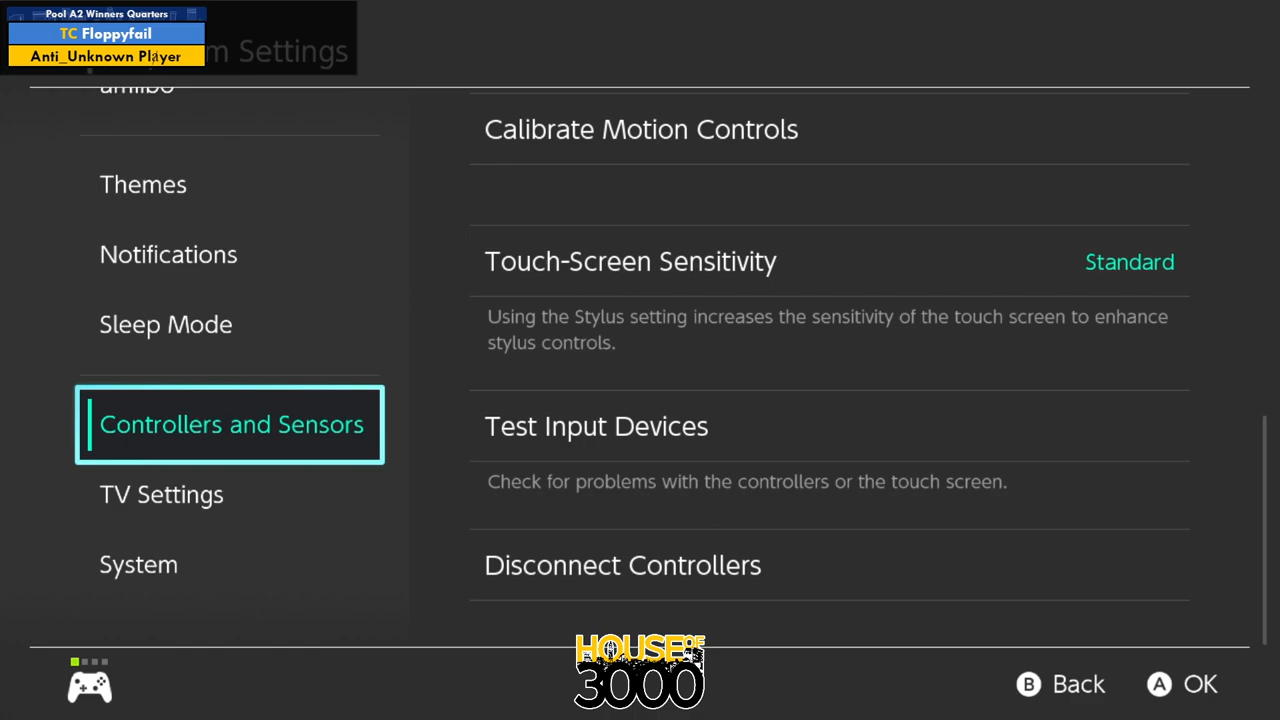 Pool A2 Winners Quarters
TC Floppyfail
Anti_Unknown Player
m Settings
amiibo
Themes
Notifications
Sleep Mode
Controllers and Sensors
TV Settings
System
Calibrate Motion Controls
Touch-Screen Sensitivity Standard
Using the Stylus setting increases the sensitivity of the touch screen to enhance
stylus controls.
Test Input Devices
Check for problems with the controllers or the touch screen.
Disconnect Controllers
HOUSE OF
3000
B Back A OK